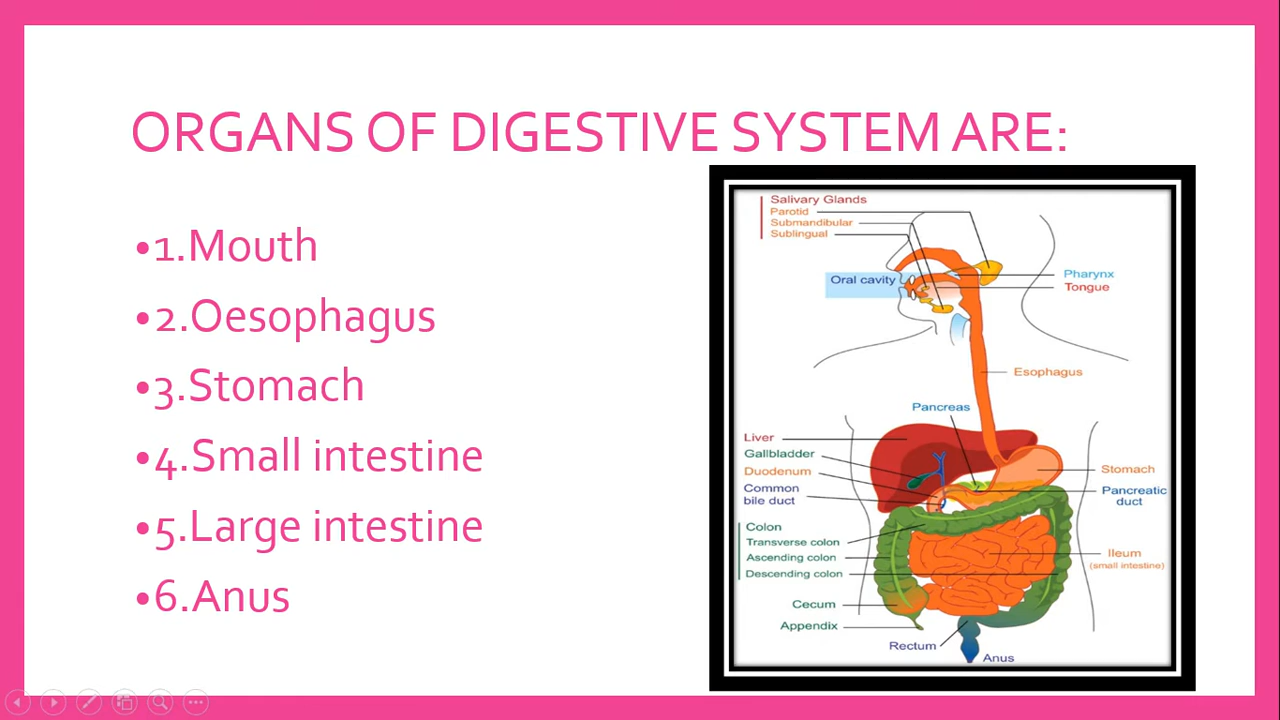 ORGANS OF DIGESTIVE SYSTEM ARE:
•1.Mouth
•2.Oesophagus
•3.Stomach
•4.Small intestine
•5.Large intestine
•6.Anus
Salivary Glands
Parotid
Submandibular
Sublingual
Oral cavity
Pharynx
Tongue
Esophagus
Pancreas
Liver
Gallbladder
Duodenum
Common
bile duct
Stomach
Pancreatic
duct
Colon
Transverse colon
Ascending colon
Descending colon
Ileum
(small intestine)
Cecum
Appendix
Rectum
Anus